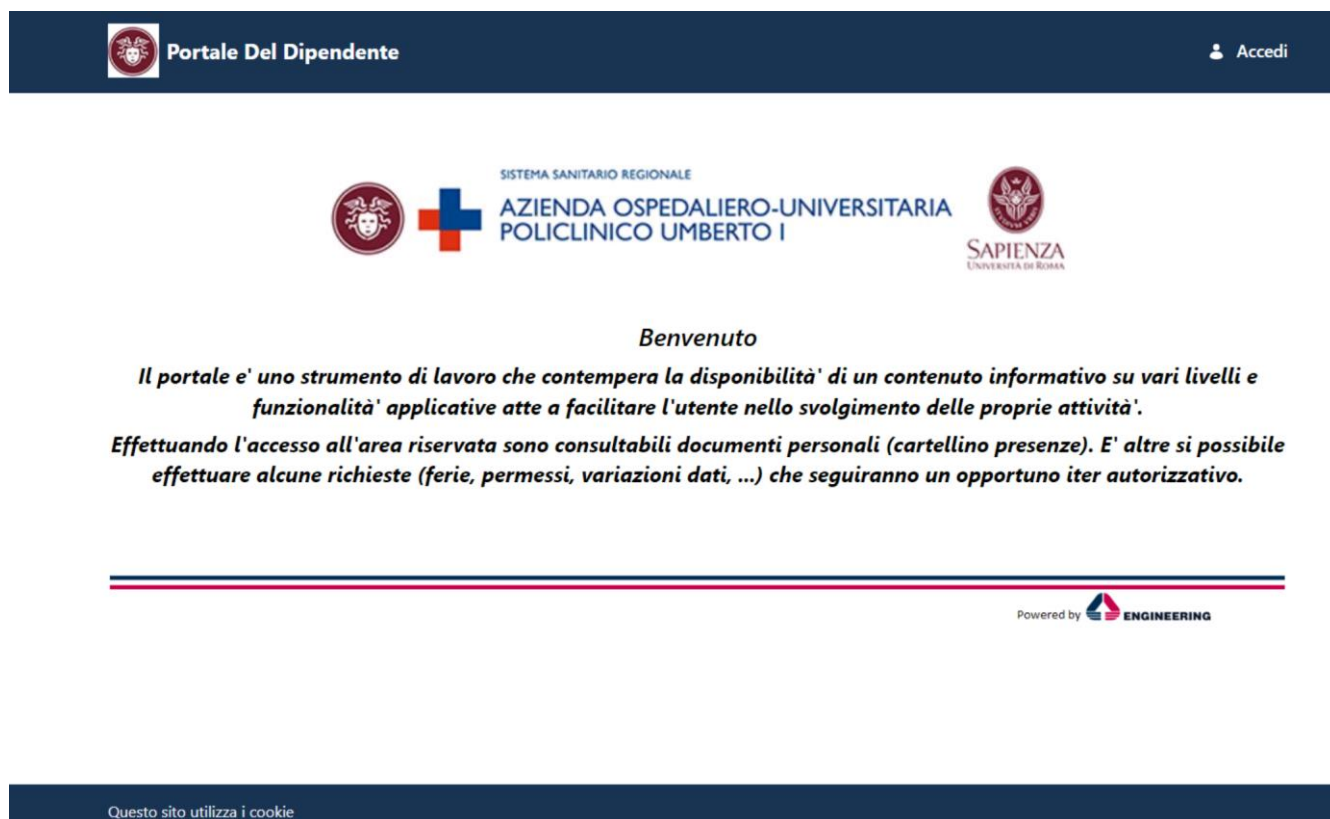 Portale Del Dipendente
Accedi
SISTEMA SANITARIO REGIONALE
AZIENDA OSPEDALIERO-UNIVERSITARIA
POLICLINICO UMBERTO I
SAPIENZA
UNIVERSITÀ DI ROMA
Benvenuto
Il portale e' uno strumento di lavoro che contempera la disponibilità' di un contenuto informativo su vari livelli e
funzionalità' applicative atte a facilitare l'utente nello svolgimento delle proprie attività'.
Effettuando l'accesso all'area riservata sono consultabili documenti personali (cartellino presenze). E' altre si possibile
effettuare alcune richieste (ferie, permessi, variazioni dati, ...) che seguiranno un opportuno iter autorizzativo.
Powered by ENGINEERING
Questo sito utilizza i cookie